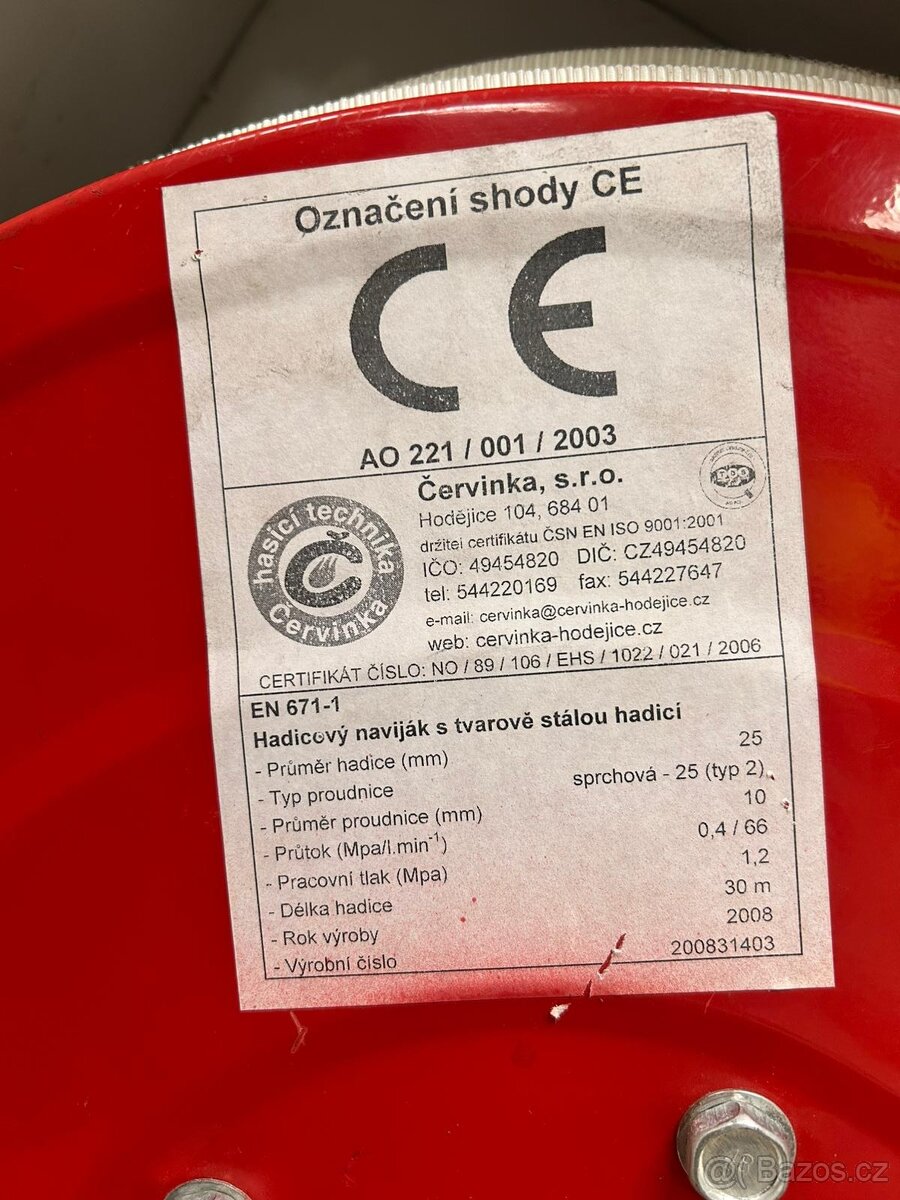 Označení shody CE
CE
AO 221 / 001 / 2003
Červinka, s.r.o.
Hodějice 104, 684 01
držitel certifikátu ČSN EN ISO 9001:2001
IČO: 49454820 DIČ: CZ49454820
tel: 544220169 fax: 544227647
e-mail: cervinka@cervinka-hodejice.cz
web: cervinka-hodejice.cz
hasicí technika
Č
Červinka
CERTIFIKÁT ČÍSLO: NO / 89 / 106 / EHS / 1022 / 021 / 2006
EN 671-1
Hadicový naviják s tvarově stálou hadicí
- Průměr hadice (mm) 25
- Typ proudnice sprchová - 25 (typ 2)
- Průměr proudnice (mm) 10
- Průtok (Mpa/l.min-1) 0,4 / 66
- Pracovní tlak (Mpa) 1,2
- Délka hadice 30 m
- Rok výroby 2008
- Výrobní číslo 200831403
@ Bazos.cz